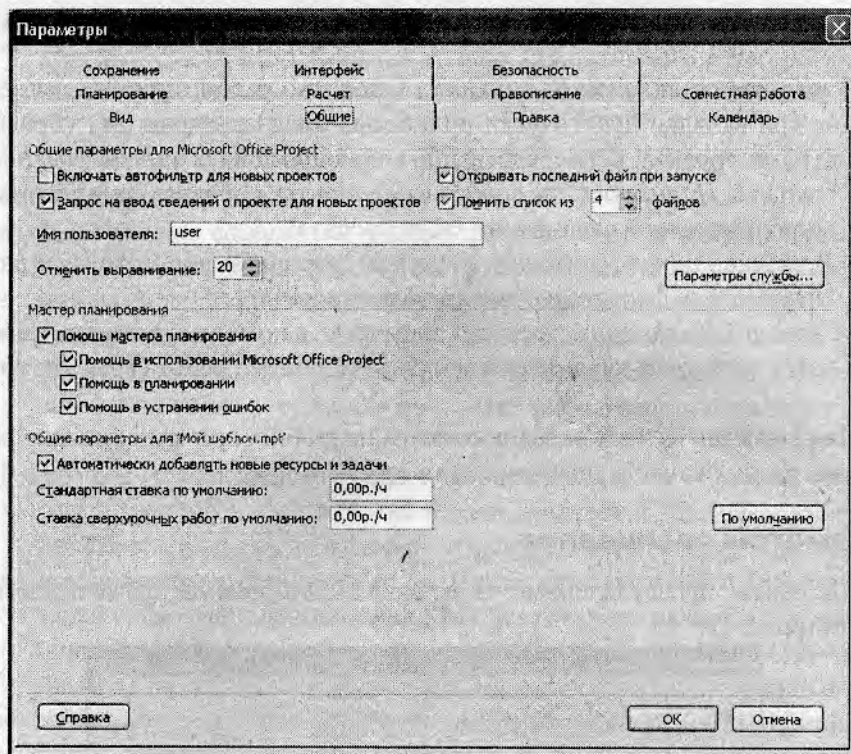 Параметры
Сохранение Интерфейс Безопасность
Планирование Расчет Правописание Совместная работа
Вид Общие Правка Календарь
Общие параметры для Microsoft Office Project
Включать автофильтр для новых проектов Открывать последний файл при запуске
Запрос на ввод сведений о проекте для новых проектов Помнить список из 4 файлов
Имя пользователя: user
Отменить выравнивание: 20
Параметры службы...
Мастер планирования
Помощь мастера планирования
Помощь в использовании Microsoft Office Project
Помощь в планировании
Помощь в устранении ошибок
Общие параметры для 'Мой шаблон.mpt'
Автоматически добавлять новые ресурсы и задачи
Стандартная ставка по умолчанию: 0,00р./ч
Ставка сверхурочных работ по умолчанию: 0,00р./ч По умолчанию
Справка ОК Отмена